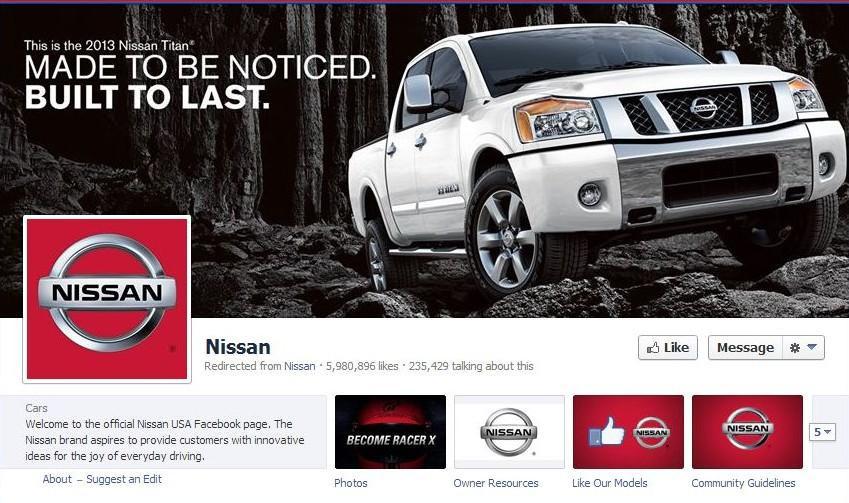 This is the 2013 Nissan Titan®
MADE TO BE NOTICED.
BUILT TO LAST.
NISSAN
Nissan
Redirected from Nissan · 5,980,896 likes · 235,429 talking about this
Like
Message
Cars
Welcome to the official Nissan USA Facebook page. The
Nissan brand aspires to provide customers with innovative
ideas for the joy of everyday driving.
About – Suggest an Edit
BECOME RACER X
Photos
NISSAN
Owner Resources
NISSAN
Like Our Models
NISSAN
Community Guidelines
5